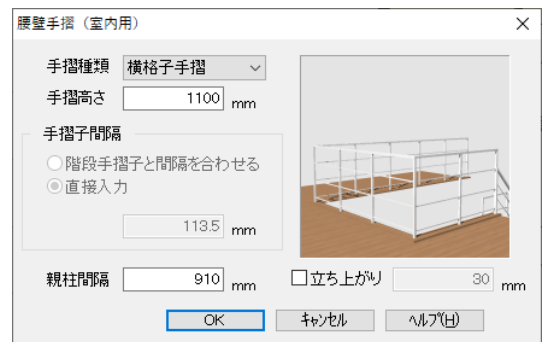 腰壁手摺（室内用）
手摺種類 横格子手摺
手摺高さ 1100 mm
手摺子間隔
階段手摺子と間隔を合わせる
直接入力
113.5 mm
親柱間隔 910 mm
立ち上がり 30 mm
OK ｷｬﾝｾﾙ ﾍﾙﾌﾟ(H)